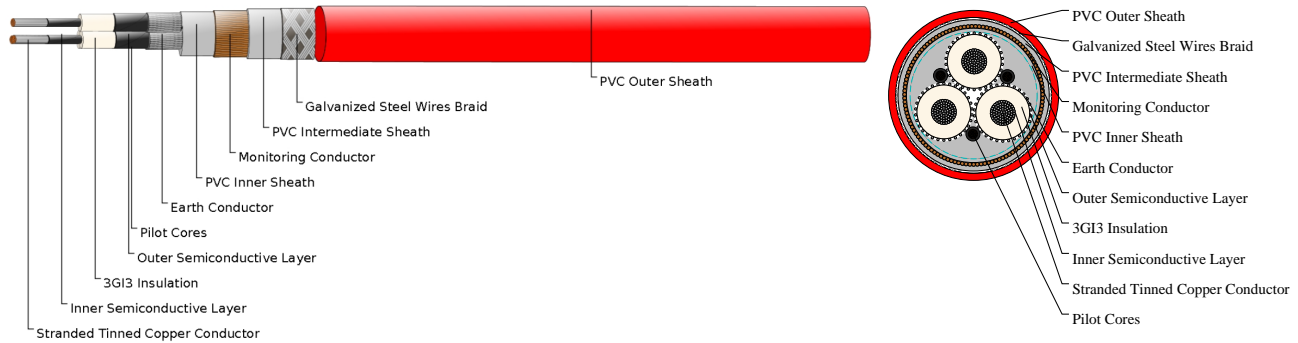 PVC Outer Sheath
Galvanized Steel Wires Braid
PVC Intermediate Sheath
Monitoring Conductor
PVC Inner Sheath
Earth Conductor
Pilot Cores
Outer Semiconductive Layer
3GI3 Insulation
Inner Semiconductive Layer
Stranded Tinned Copper Conductor
PVC Outer Sheath
Galvanized Steel Wires Braid
PVC Intermediate Sheath
Monitoring Conductor
PVC Inner Sheath
Earth Conductor
Outer Semiconductive Layer
3GI3 Insulation
Inner Semiconductive Layer
Stranded Tinned Copper Conductor
Pilot Cores